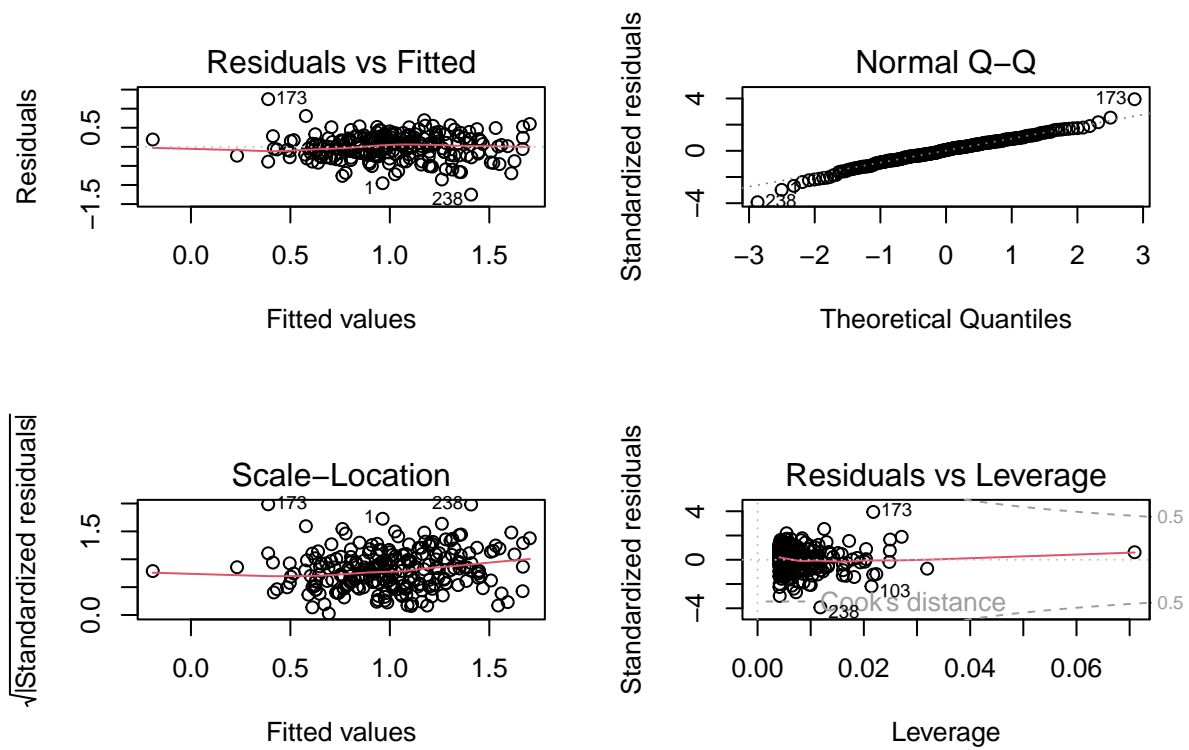 Residuals vs Fitted
Residuals
0.5
−1.5
173
1
238
0.0 0.5 1.0 1.5
Fitted values
Normal Q−Q
Standardized residuals
4
0
−4
173
238
−3 −2 −1 0 1 2 3
Theoretical Quantiles
Scale−Location
√|Standardized residuals|
1.5
0.0
173
1
238
0.0 0.5 1.0 1.5
Fitted values
Residuals vs Leverage
Standardized residuals
4
0
−4
173
103
238
Cook's distance
0.5
0.5
0.00 0.02 0.04 0.06
Leverage